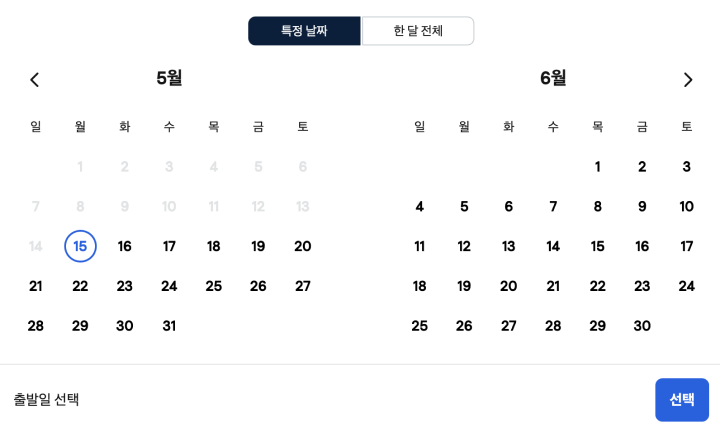 특정 날짜 한 달 전체
5월
일 월 화 수 목 금 토
1 2 3 4 5 6
7 8 9 10 11 12 13
14 15 16 17 18 19 20
21 22 23 24 25 26 27
28 29 30 31
6월
일 월 화 수 목 금 토
1 2 3
4 5 6 7 8 9 10
11 12 13 14 15 16 17
18 19 20 21 22 23 24
25 26 27 28 29 30
출발일 선택
선택